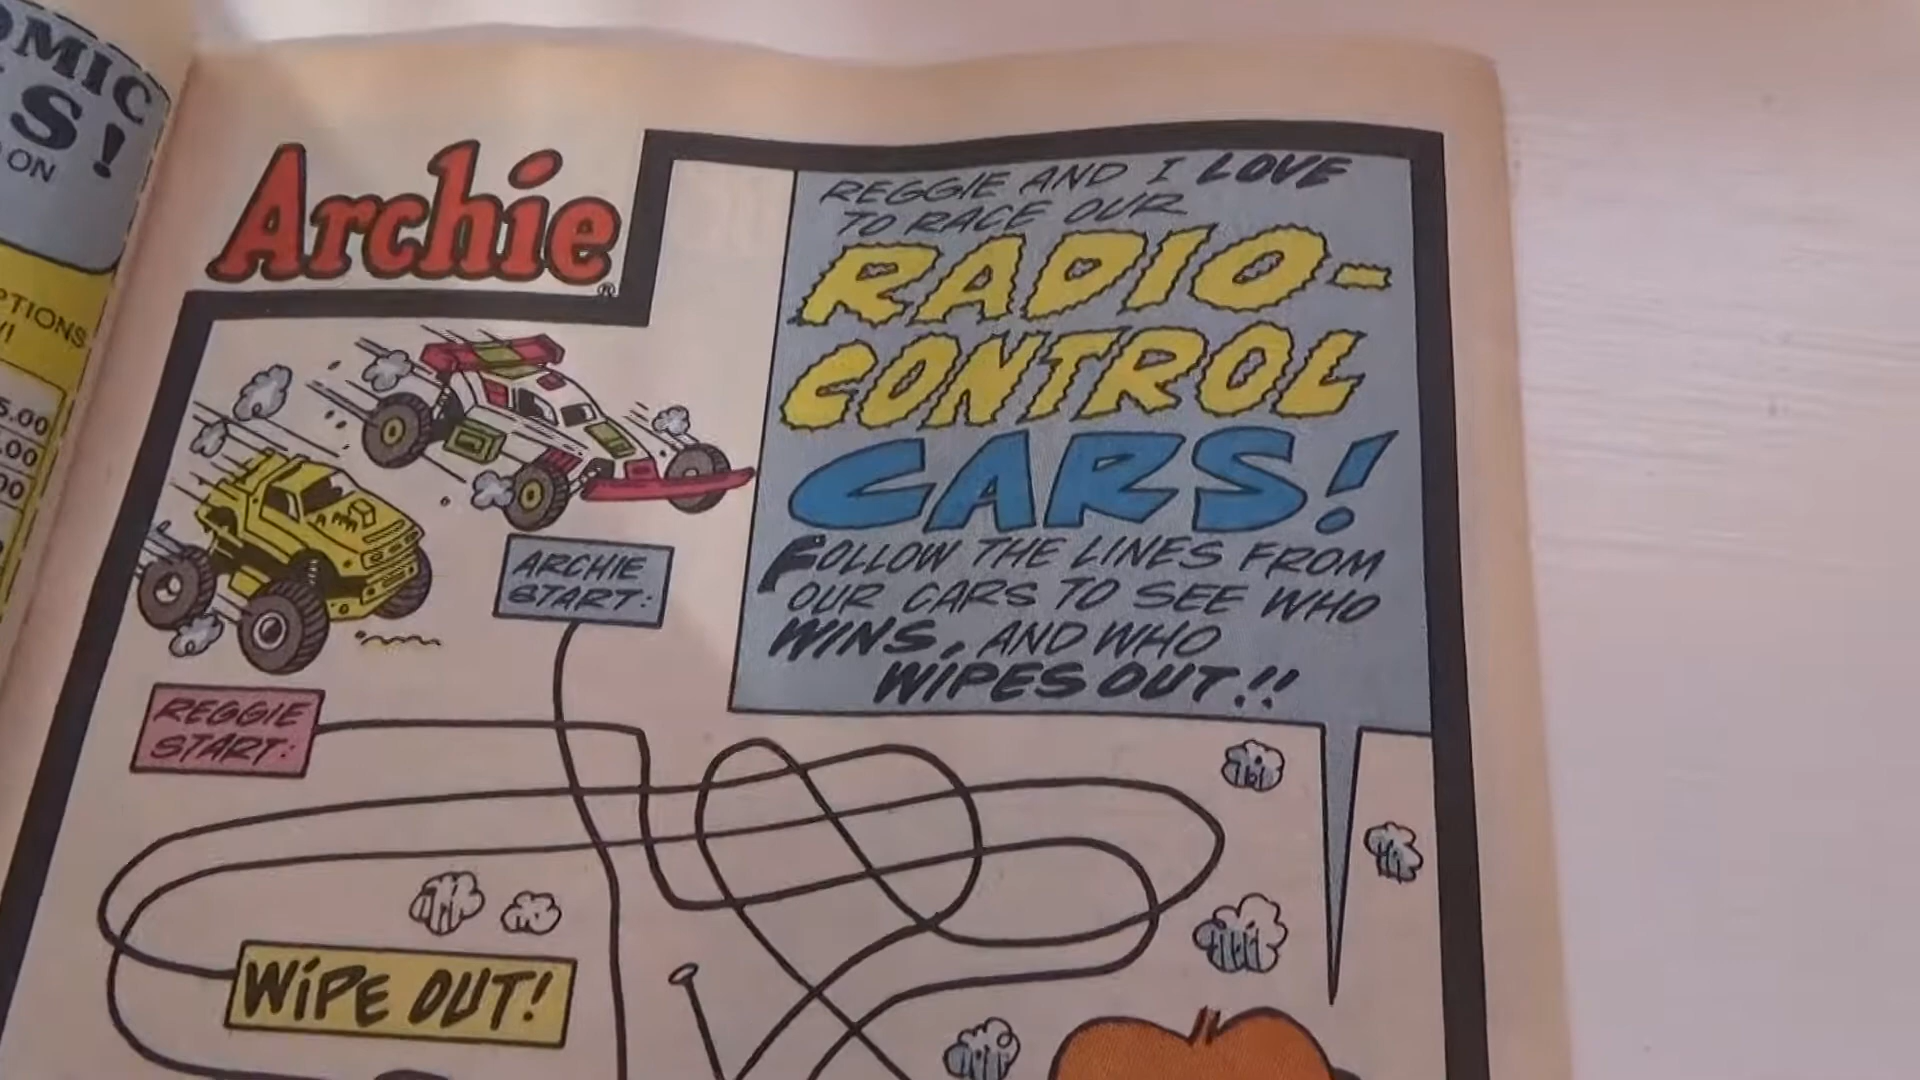 OMIC
S!
ON
PTIONS
5.00
.00
00
Archie®
REGGIE AND I LOVE
TO RACE OUR
RADIO-
CONTROL
CARS!
FOLLOW THE LINES FROM
OUR CARS TO SEE WHO
WINS, AND WHO
WIPES OUT!!
ARCHIE
START:
REGGIE
START:
WIPE OUT!